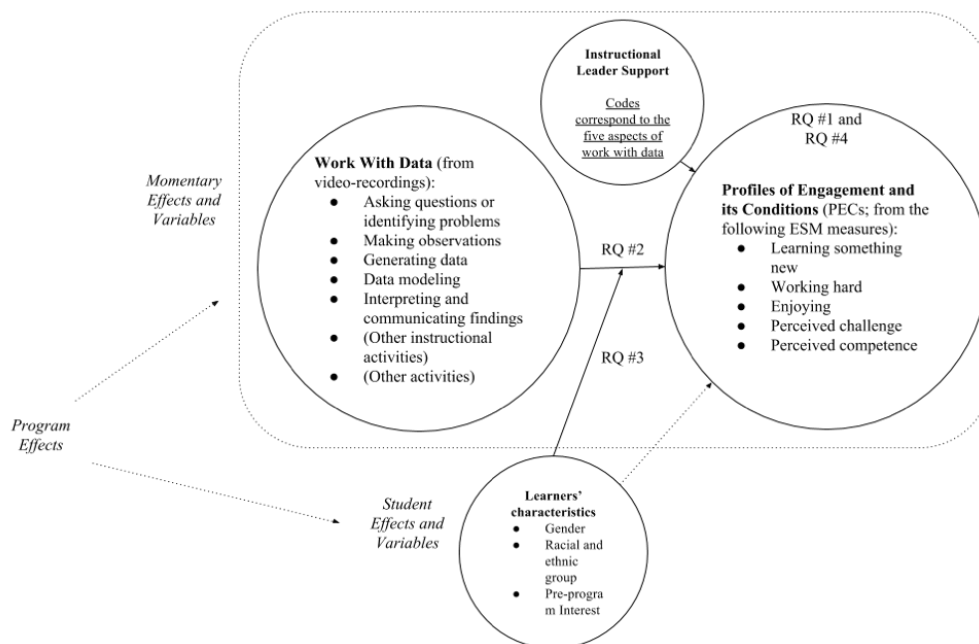 Instructional
Leader Support
Codes
correspond to the
five aspects of
work with data
RQ #1 and
RQ #4
Work With Data (from
video-recordings):
● Asking questions or
identifying problems
● Making observations
● Generating data
● Data modeling
● Interpreting and
communicating findings
● (Other instructional
activities)
● (Other activities)
Momentary
Effects and
Variables
RQ #2
Profiles of Engagement and
its Conditions (PECs; from the
following ESM measures):
● Learning something
new
● Working hard
● Enjoying
● Perceived challenge
● Perceived competence
RQ #3
Program
Effects
Student
Effects and
Variables
Learners'
characteristics
● Gender
● Racial and
ethnic
group
● Pre-progra
m Interest